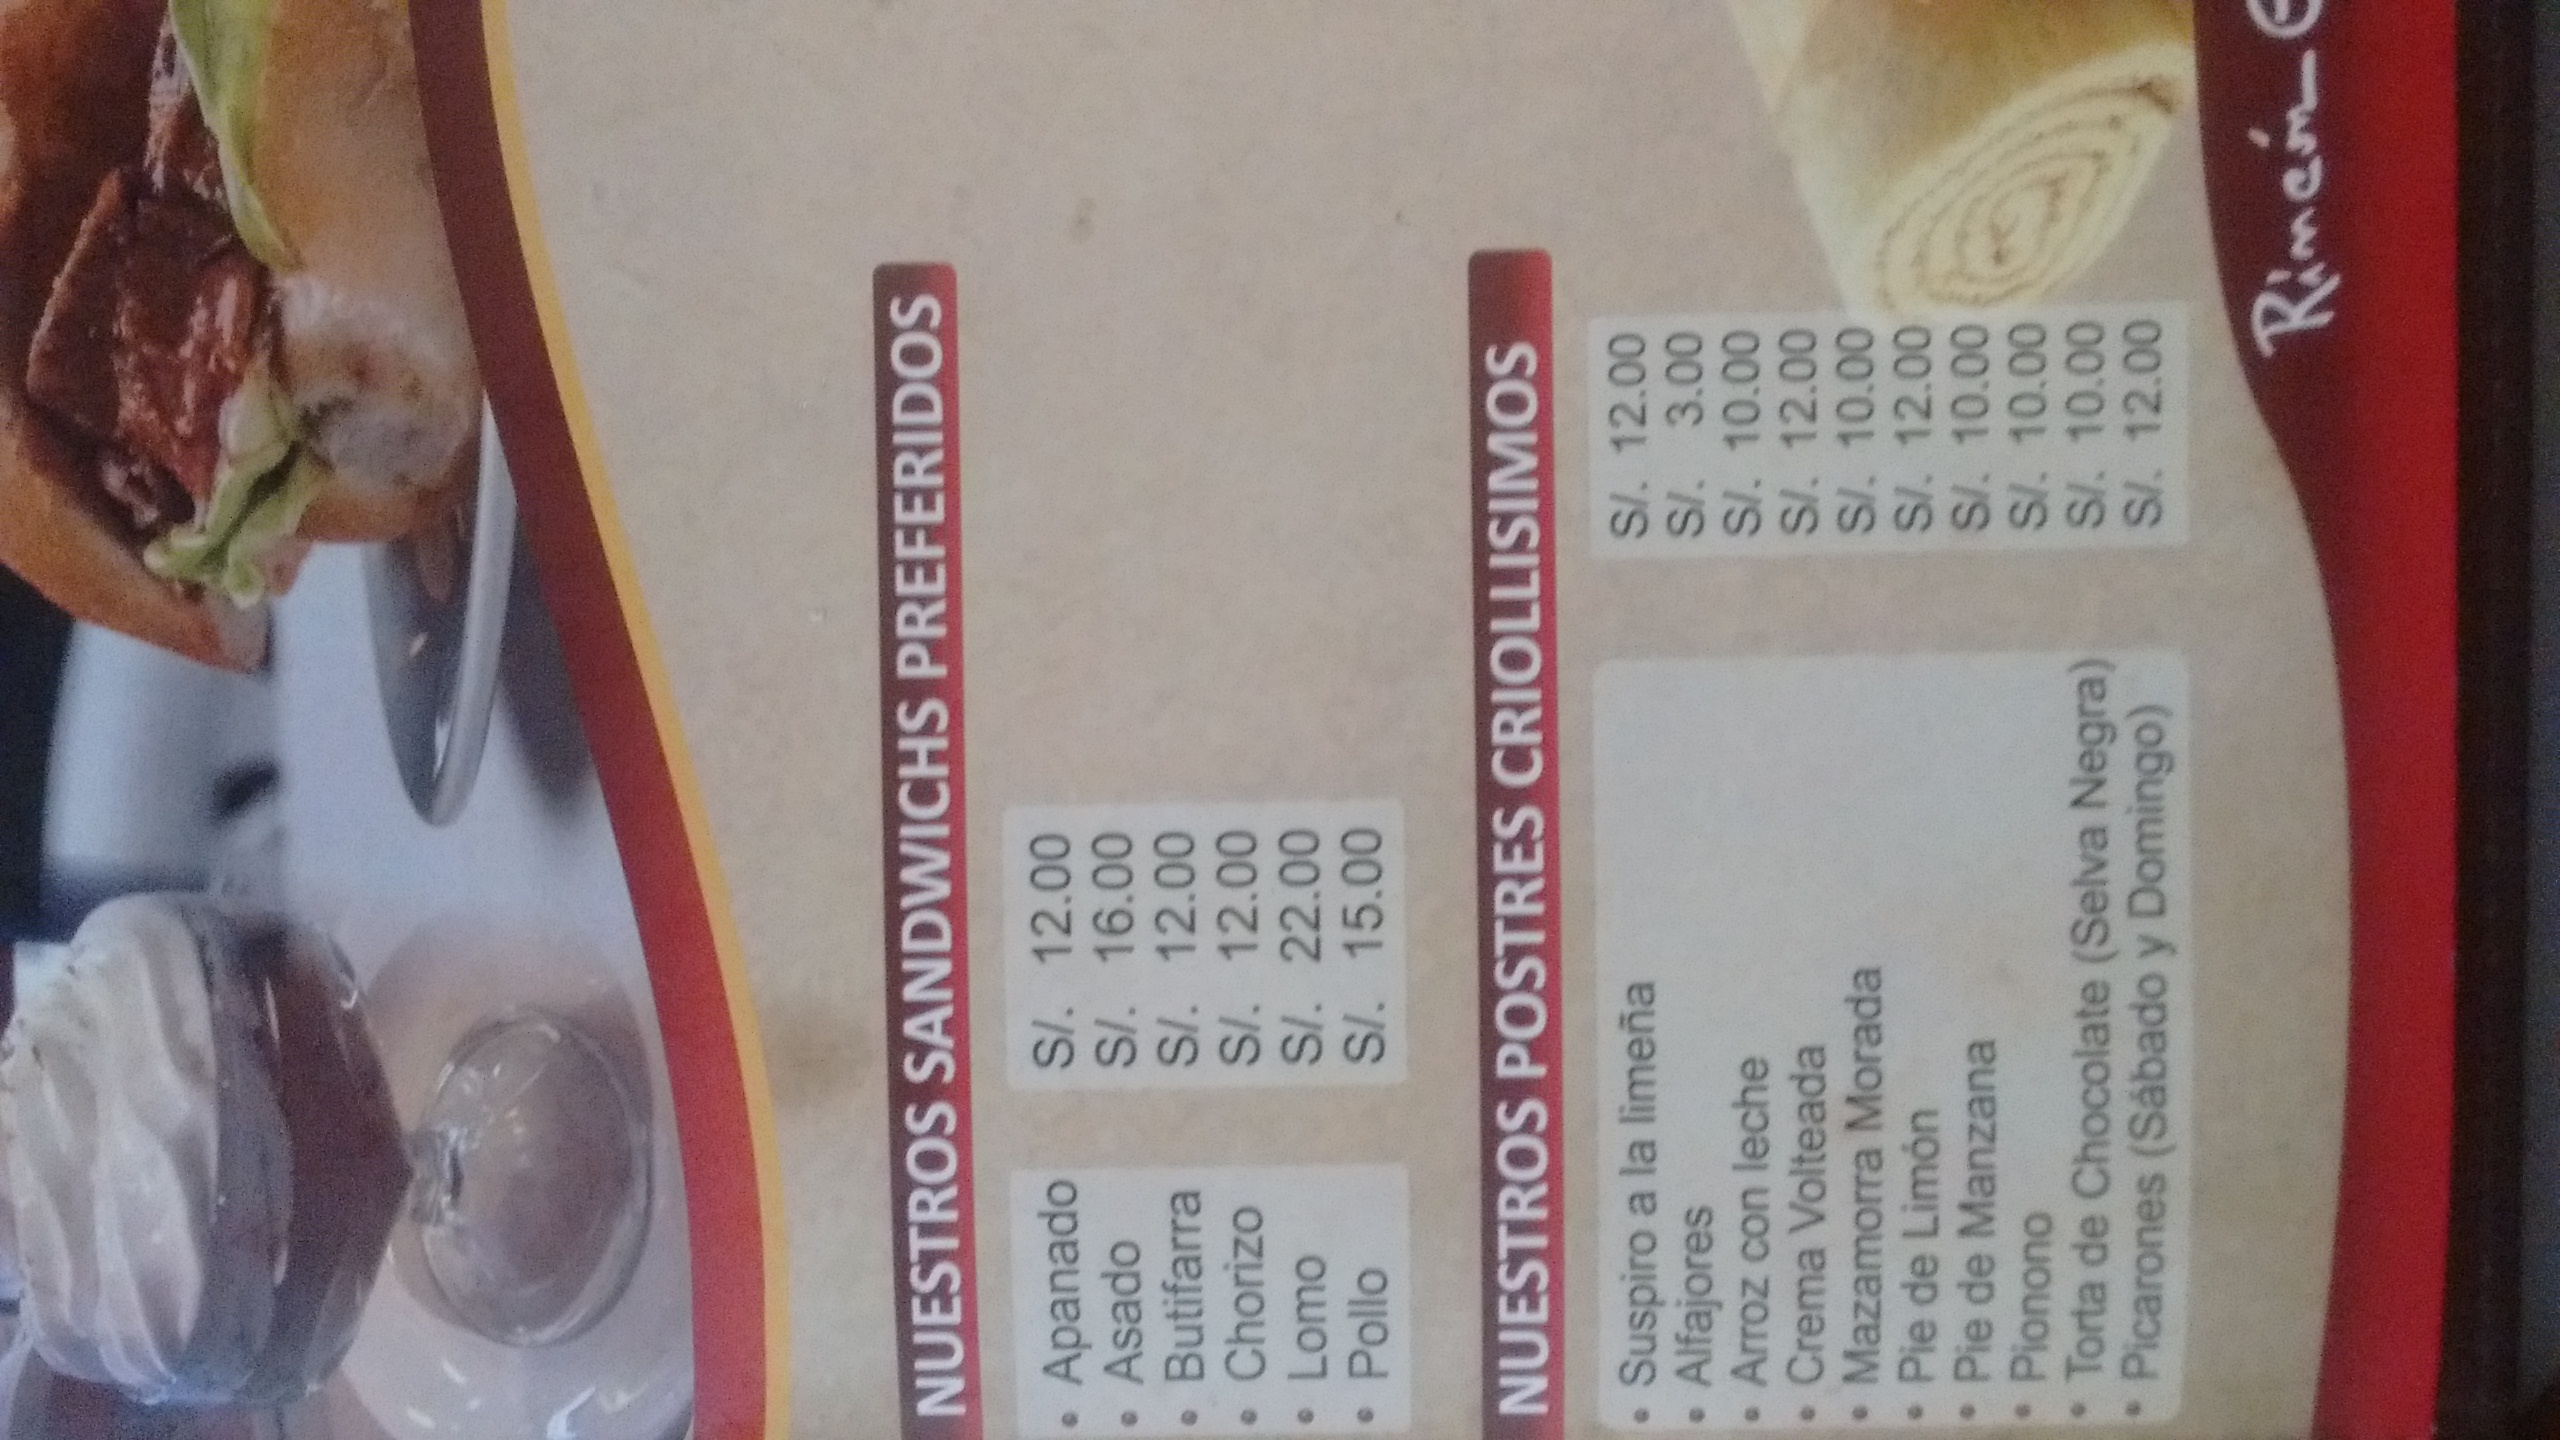 NUESTROS SANDWICHS PREFERIDOS
• Apanado S/. 12.00
• Asado S/. 16.00
• Butifarra S/. 12.00
• Chorizo S/. 12.00
• Lomo S/. 22.00
• Pollo S/. 15.00
NUESTROS POSTRES CRIOLLISIMOS
• Suspiro a la limeña S/. 12.00
• Alfajores S/. 3.00
• Arroz con leche S/. 10.00
• Crema Volteada S/. 12.00
• Mazamorra Morada S/. 10.00
• Pie de Limón S/. 12.00
• Pie de Manzana S/. 10.00
• Pionono S/. 10.00
• Torta de Chocolate (Selva Negra) S/. 10.00
• Picarones (Sábado y Domingo) S/. 12.00
Rincón